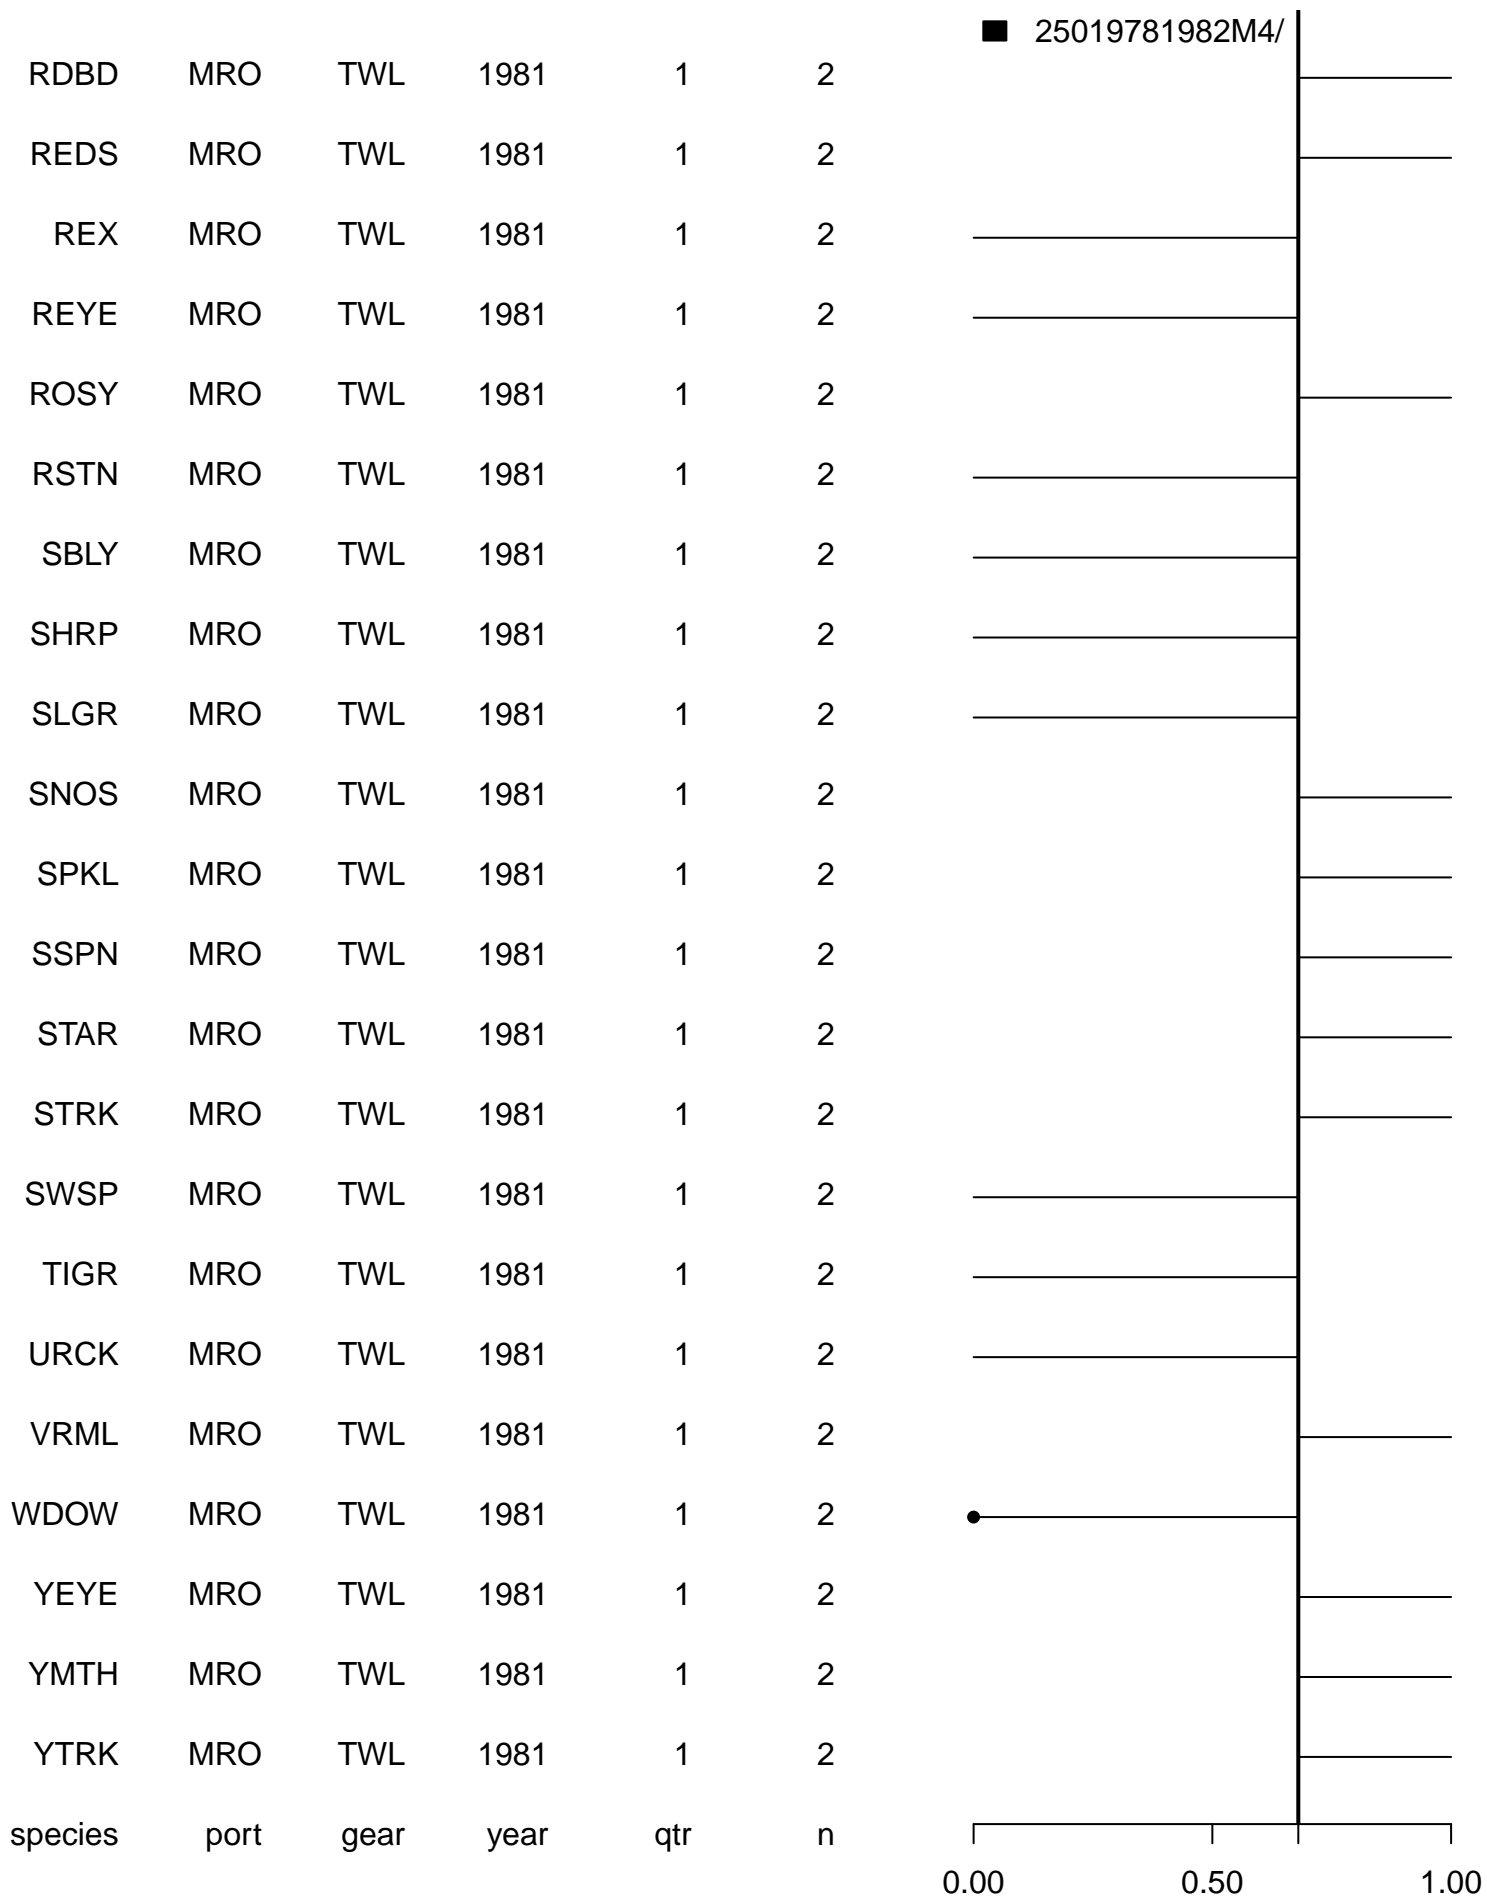 25019781982M4/
RDBD MRO TWL 1981 1 2
REDS MRO TWL 1981 1 2
REX MRO TWL 1981 1 2
REYE MRO TWL 1981 1 2
ROSY MRO TWL 1981 1 2
RSTN MRO TWL 1981 1 2
SBLY MRO TWL 1981 1 2
SHRP MRO TWL 1981 1 2
SLGR MRO TWL 1981 1 2
SNOS MRO TWL 1981 1 2
SPKL MRO TWL 1981 1 2
SSPN MRO TWL 1981 1 2
STAR MRO TWL 1981 1 2
STRK MRO TWL 1981 1 2
SWSP MRO TWL 1981 1 2
TIGR MRO TWL 1981 1 2
URCK MRO TWL 1981 1 2
VRML MRO TWL 1981 1 2
WDOW MRO TWL 1981 1 2
YEYE MRO TWL 1981 1 2
YMTH MRO TWL 1981 1 2
YTRK MRO TWL 1981 1 2
species port gear year qtr n
0.00 0.50 1.00